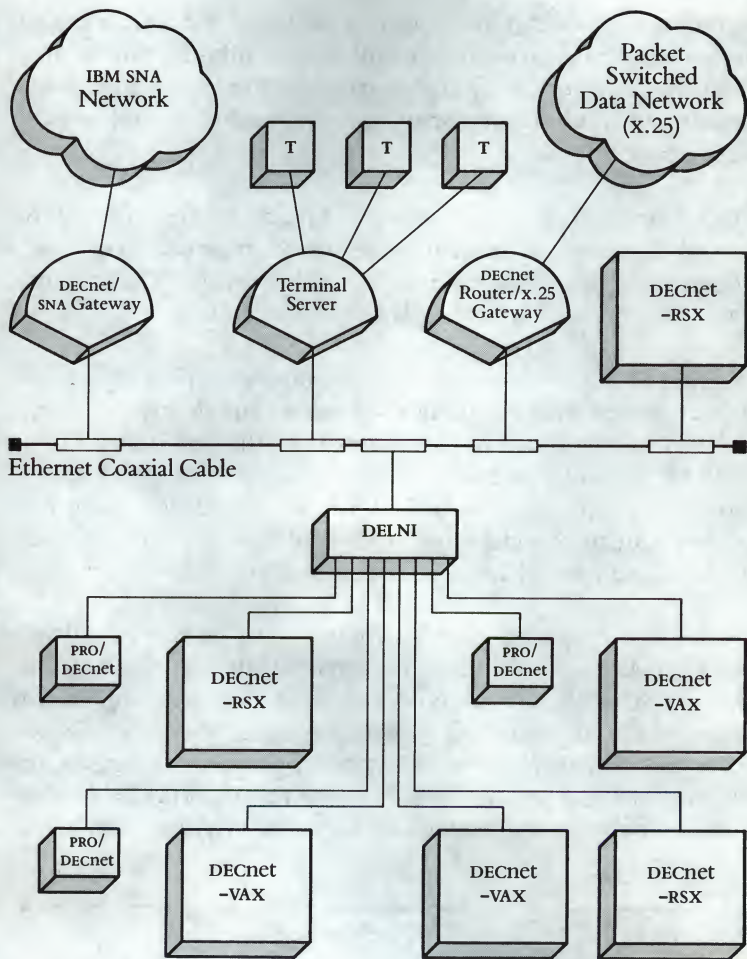 IBM SNA
Network
Packet
Switched
Data Network
(X.25)
T
T
T
DECnet/
SNA Gateway
Terminal
Server
DECnet
Router/X.25
Gateway
DECnet
-RSX
Ethernet Coaxial Cable
DELNI
PRO/
DECnet
DECnet
-RSX
PRO/
DECnet
DECnet
-VAX
PRO/
DECnet
DECnet
-VAX
DECnet
-VAX
DECnet
-RSX